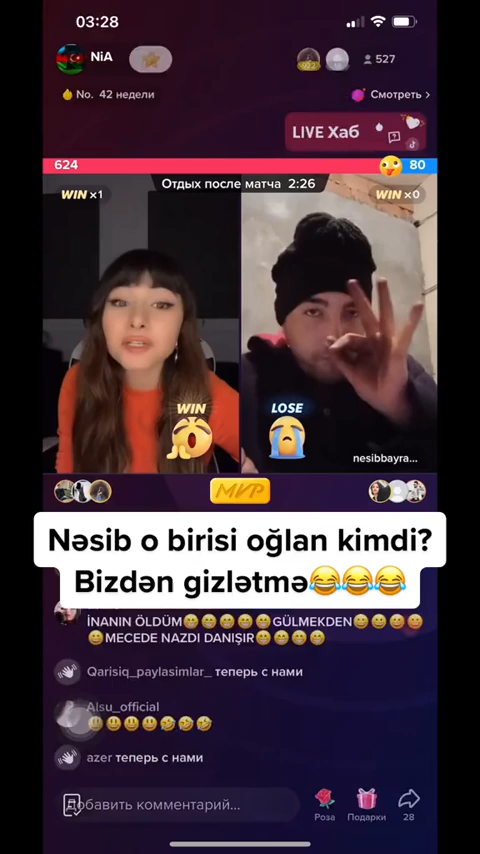 03:28
NiA
527
No. 42 недели
Смотреть >
LIVE Хаб
624
80
Отдых после матча 2:26
WIN x1
WIN x0
WIN
LOSE
nesibbayra...
MVP
Nəsib o birisi oğlan kimdi?
Bizdən gizlətmə😂😂😂
İNANIN ÖLDÜM😁😁😁😁😁GÜLMEKDEN😄😄😄😄
😄MECEDE NAZDI DANIŞIR😁😁😁😁
Qarisiq_paylasimlar_ теперь с нами
Alsu_official
😃😃😃😃🤣🤣🤣
azer теперь с нами
Добавить комментарий...
Роза
Подарки
28